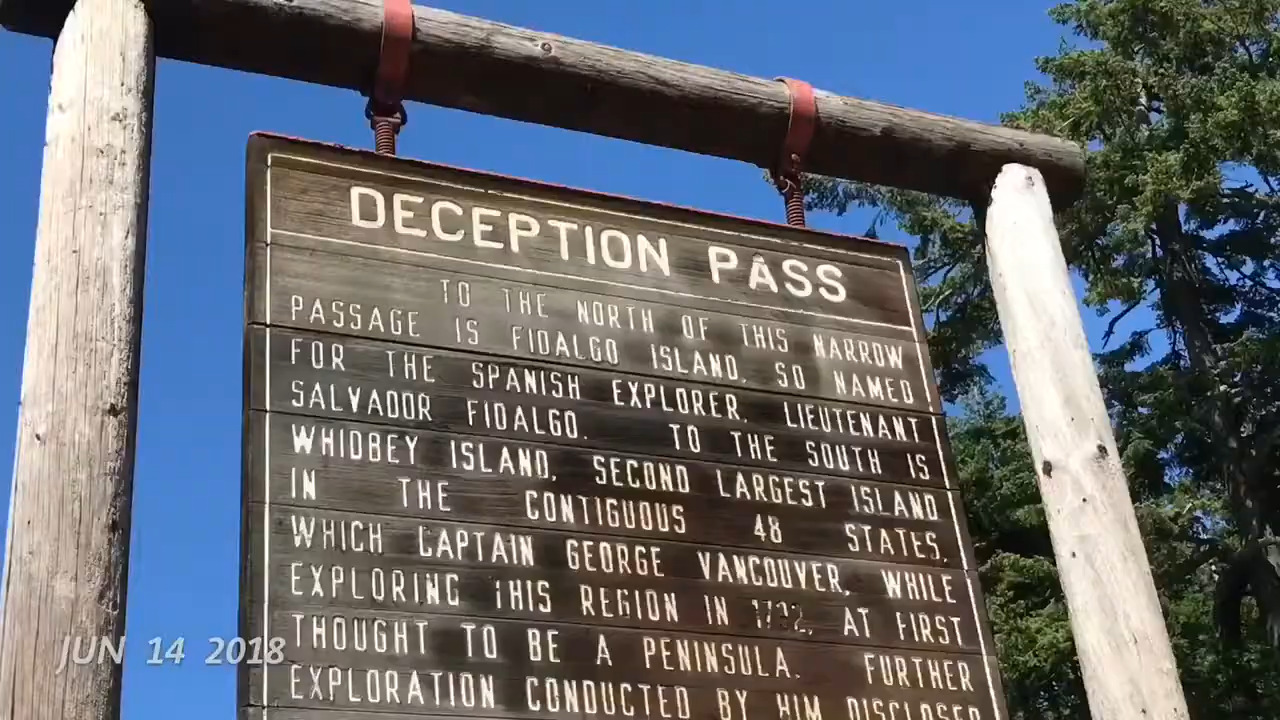 DECEPTION PASS
TO THE NORTH OF THIS NARROW
PASSAGE IS FIDALGO ISLAND, SO NAMED
FOR THE SPANISH EXPLORER, LIEUTENANT
SALVADOR FIDALGO. TO THE SOUTH IS
WHIDBEY ISLAND, SECOND LARGEST ISLAND
IN THE CONTIGUOUS 48 STATES,
WHICH CAPTAIN GEORGE VANCOUVER, WHILE
EXPLORING THIS REGION IN 1792, AT FIRST
THOUGHT TO BE A PENINSULA. FURTHER
EXPLORATION CONDUCTED BY HIM DISCLOSED
JUN 14 2018